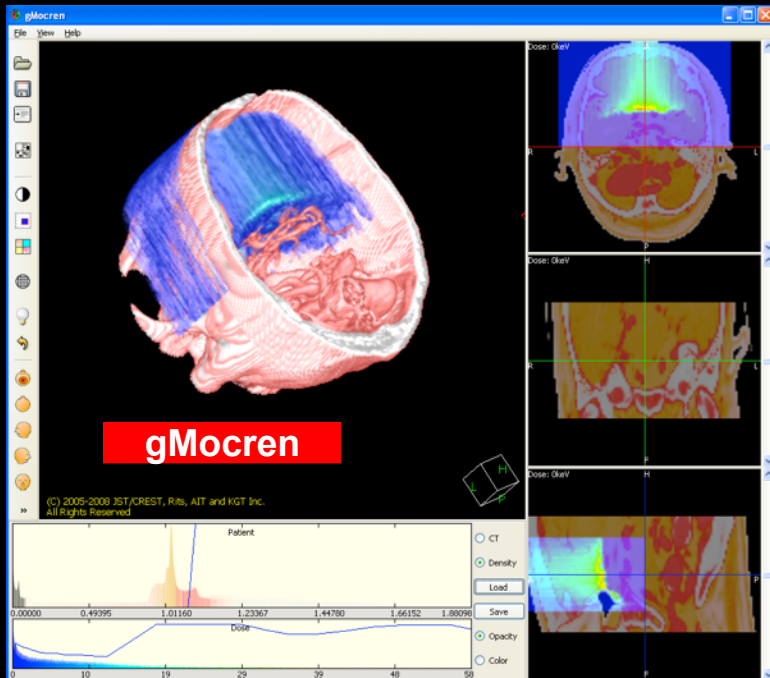 gMocren
File View Help
Dose: 0keV
A
R
L
P
Dose: 0keV
H
R
L
F
Dose: 0keV
H
P
F
gMocren
H
L
P
(C) 2005-2008 JST/CREST, Rits, AIT and KGT Inc.
All Rights Reserved
Patient
0.00000 0.49395 1.01160 1.23367 1.44780 1.66152 1.88098
Dose
0 10 19 29 39 48 58
CT
Density
Load
Save
Opacity
Color